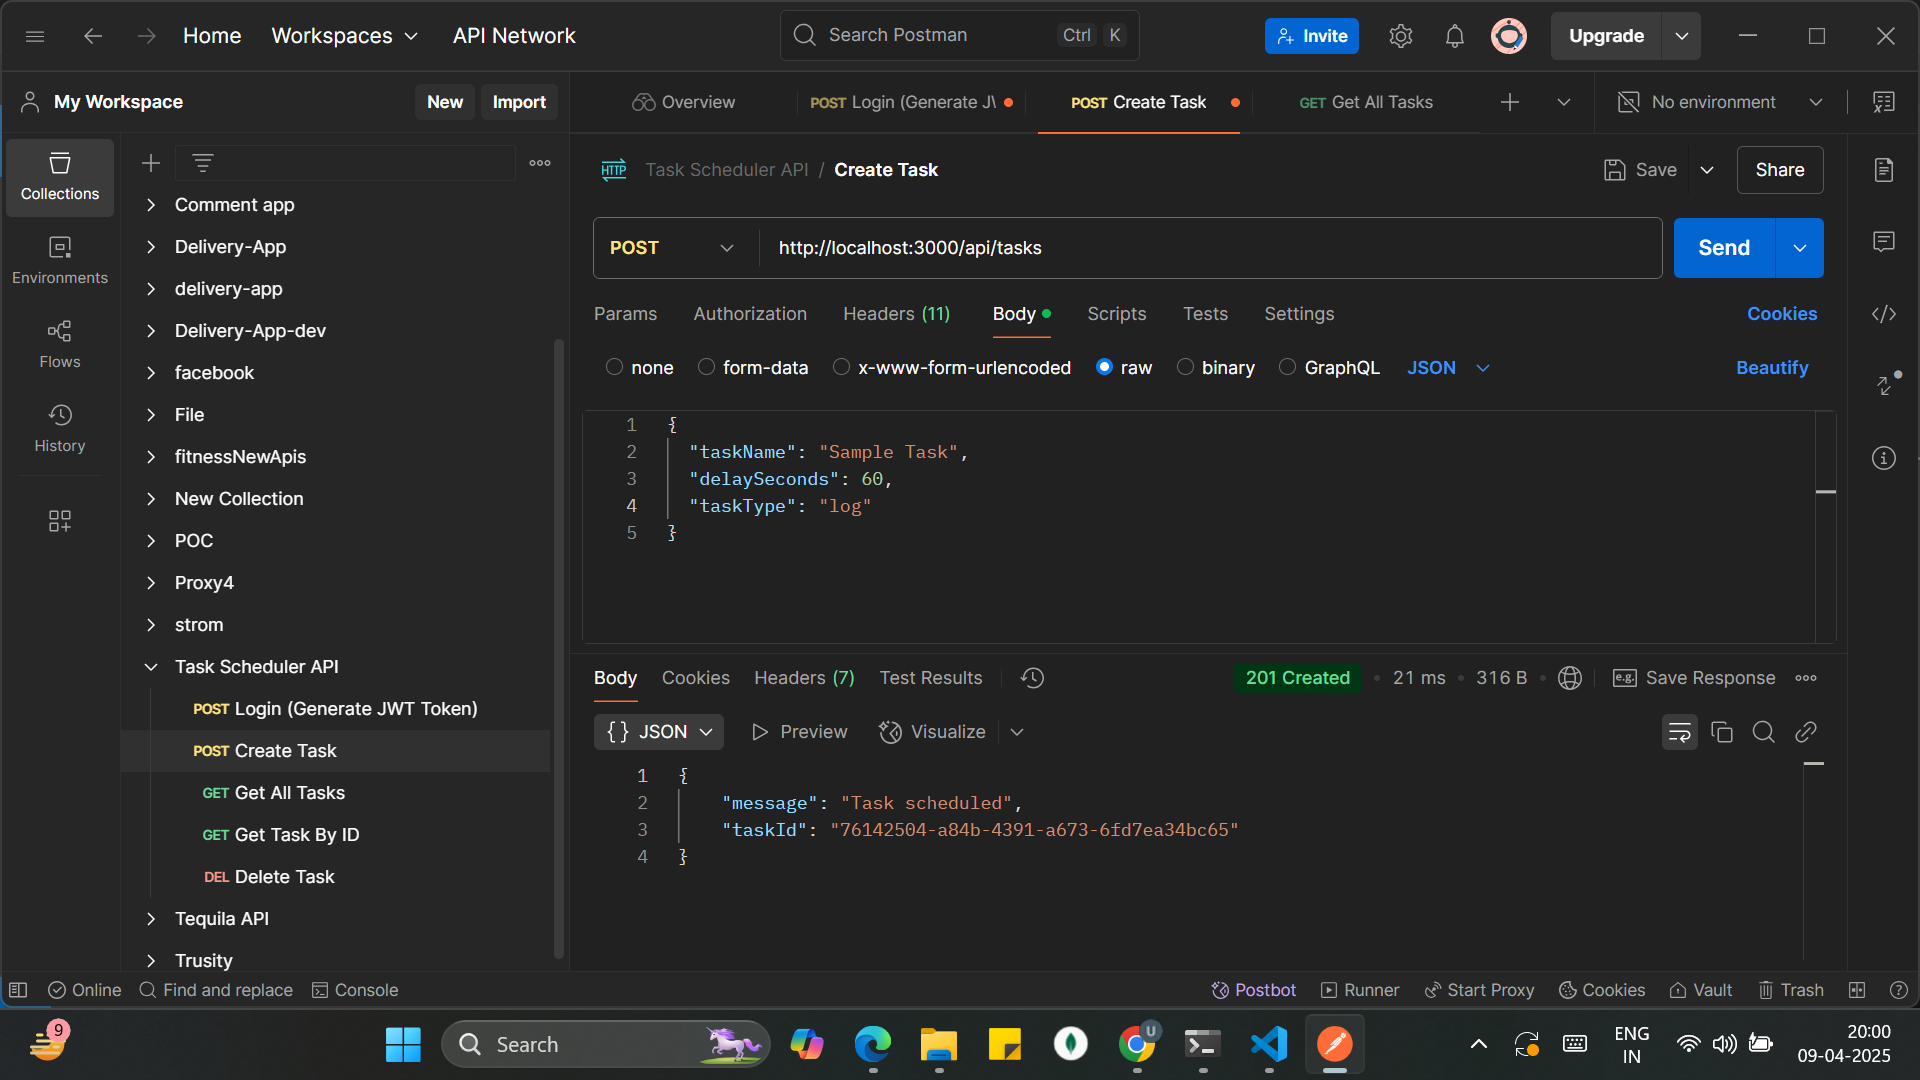 Home
Workspaces
API Network
Search Postman
Ctrl K
Invite
Upgrade
My Workspace
New
Import
Overview
POST Login (Generate J\
POST Create Task
GET Get All Tasks
No environment
Collections
Environments
Flows
History
Comment app
Delivery-App
delivery-app
Delivery-App-dev
facebook
File
fitnessNewApis
New Collection
POC
Proxy4
strom
Task Scheduler API
POST Login (Generate JWT Token)
POST Create Task
GET Get All Tasks
GET Get Task By ID
DEL Delete Task
Tequila API
Trusity
HTTP Task Scheduler API / Create Task
Save
Share
POST
http://localhost:3000/api/tasks
Send
Params
Authorization
Headers (11)
Body
Scripts
Tests
Settings
Cookies
none
form-data
x-www-form-urlencoded
raw
binary
GraphQL
JSON
Beautify
1 {
2 "taskName": "Sample Task",
3 "delaySeconds": 60,
4 "taskType": "log"
5 }
Body
Cookies
Headers (7)
Test Results
201 Created
21 ms
316 B
e.g. Save Response
{} JSON
Preview
Visualize
1 {
2 "message": "Task scheduled",
3 "taskId": "76142504-a84b-4391-a673-6fd7ea34bc65"
4 }
Online
Find and replace
Console
Postbot
Runner
Start Proxy
Cookies
Vault
Trash
9
Search
U
ENG
IN
20:00
09-04-2025